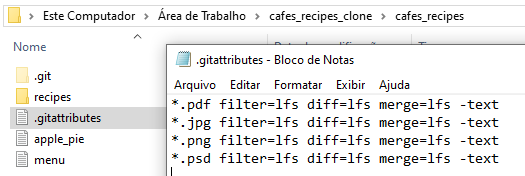 Este Computador > Área de Trabalho > cafes_recipes_clone > cafes_recipes
Nome
.git
recipes
.gitattributes
apple_pie
menu
.gitattributes - Bloco de Notas
Arquivo Editar Formatar Exibir Ajuda
*.pdf filter=lfs diff=lfs merge=lfs -text
*.jpg filter=lfs diff=lfs merge=lfs -text
*.png filter=lfs diff=lfs merge=lfs -text
*.psd filter=lfs diff=lfs merge=lfs -text